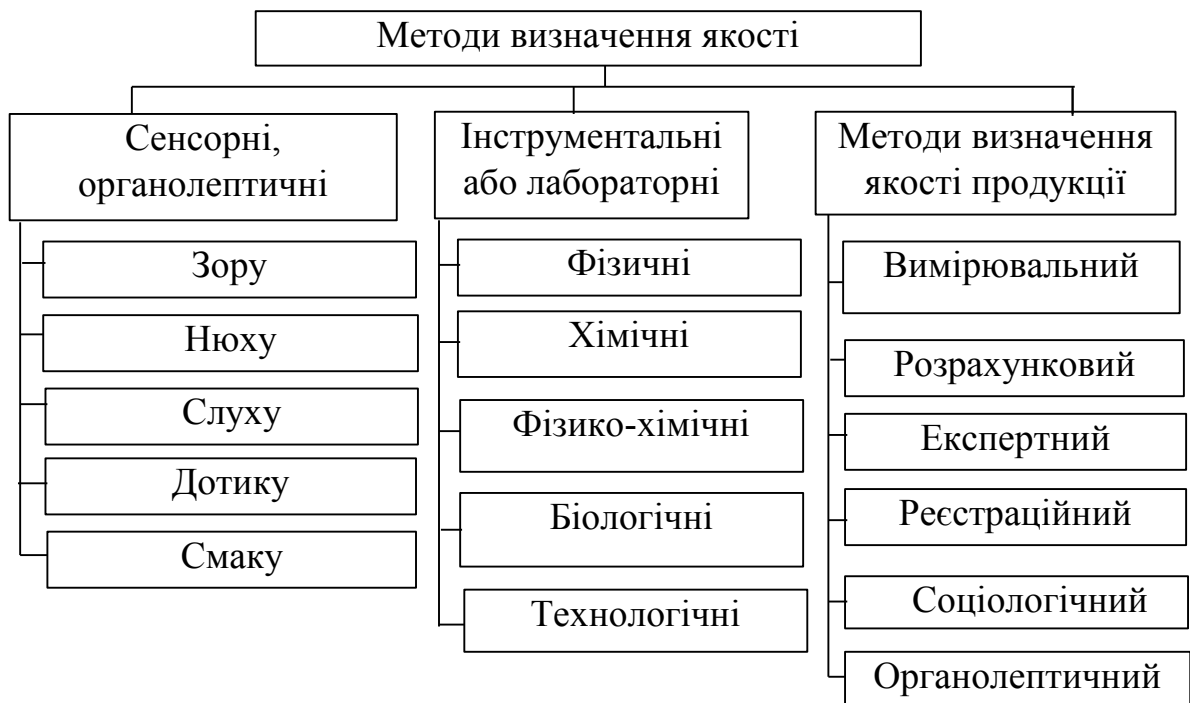 Методи визначення якості
Сенсорні,
органолептичні
Зору
Нюху
Слуху
Дотику
Смаку
Інструментальні
або лабораторні
Фізичні
Хімічні
Фізико-хімічні
Біологічні
Технологічні
Методи визначення
якості продукції
Вимірювальний
Розрахунковий
Експертний
Реєстраційний
Соціологічний
Органолептичний